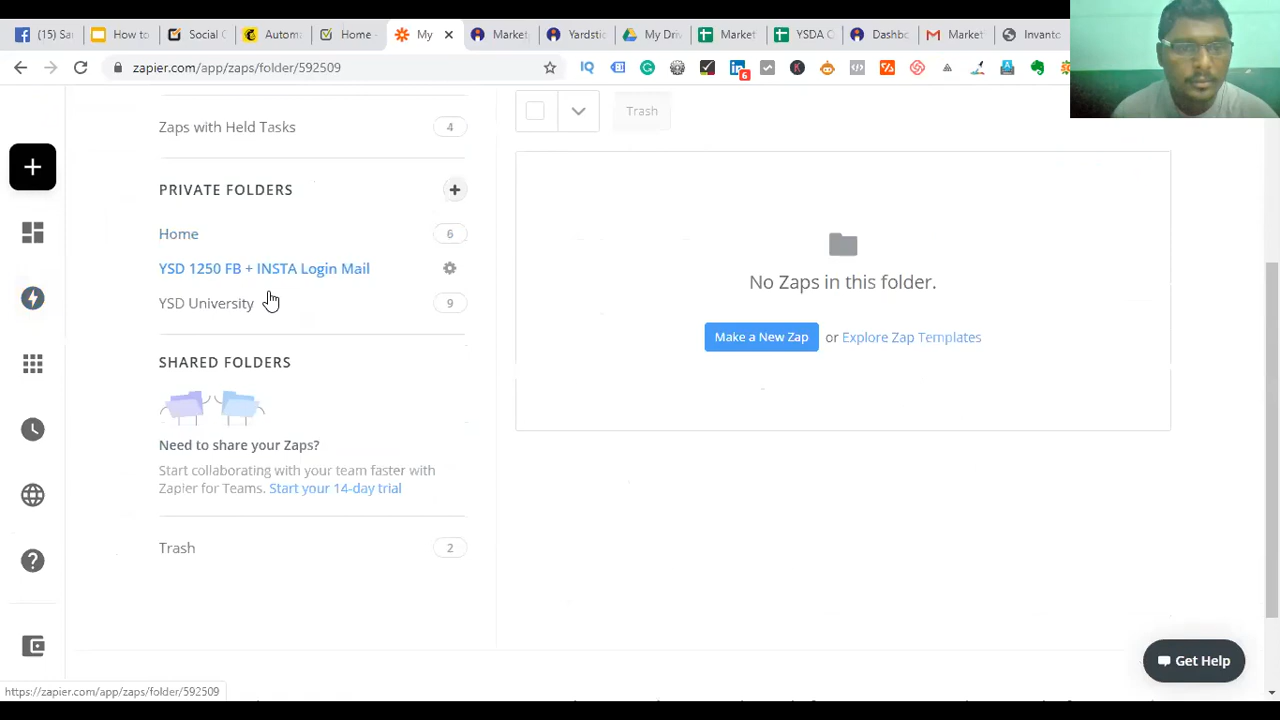 (15) Sa
How to
Social C
Autom
Home -
My
Market
Yardstic
My Driv
Market
YSDA C
Dashbo
Market
Invanto
zapier.com/app/zaps/folder/592509
6
Zaps with Held Tasks
4
Trash
PRIVATE FOLDERS
Home
6
YSD 1250 FB + INSTA Login Mail
YSD University
9
No Zaps in this folder.
Make a New Zap or Explore Zap Templates
SHARED FOLDERS
Need to share your Zaps?
Start collaborating with your team faster with
Zapier for Teams. Start your 14-day trial
Trash
2
Get Help
https://zapier.com/app/zaps/folder/592509